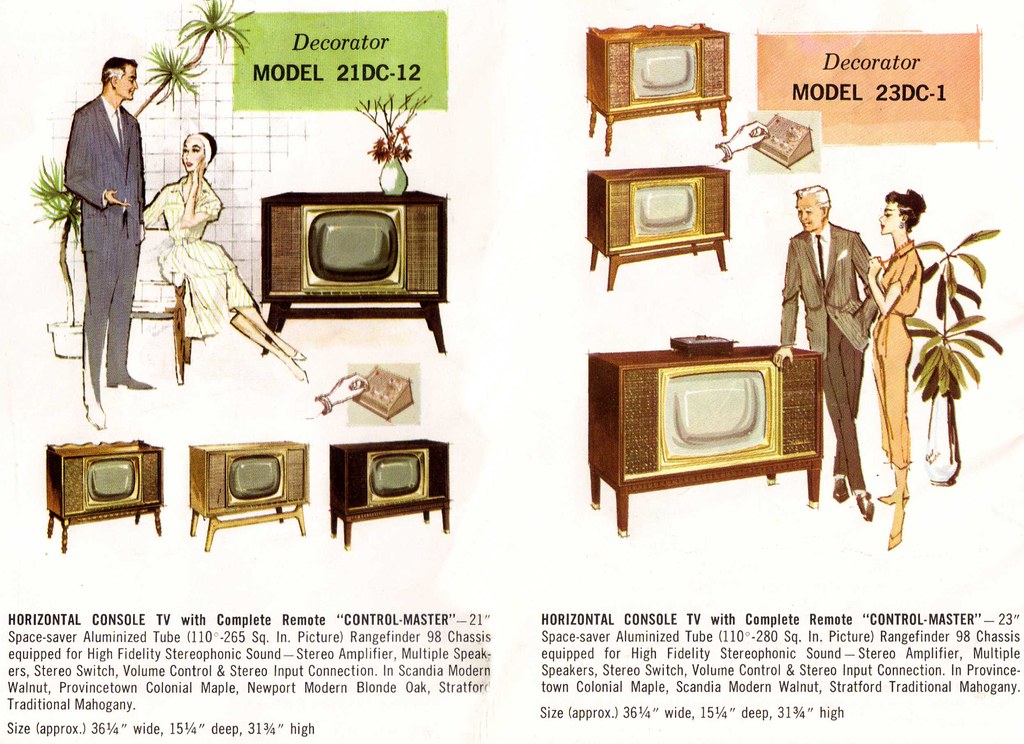 Decorator
MODEL 21DC-12
HORIZONTAL CONSOLE TV with Complete Remote "CONTROL-MASTER"—21"
Space-saver Aluminized Tube (110°-265 Sq. In. Picture) Rangefinder 98 Chassis
equipped for High Fidelity Stereophonic Sound—Stereo Amplifier, Multiple Speak-
ers, Stereo Switch, Volume Control & Stereo Input Connection. In Scandia Modern
Walnut, Provincetown Colonial Maple, Newport Modern Blonde Oak, Stratford
Traditional Mahogany.
Size (approx.) 36¼" wide, 15¼" deep, 31¾" high
Decorator
MODEL 23DC-1
HORIZONTAL CONSOLE TV with Complete Remote "CONTROL-MASTER"—23"
Space-saver Aluminized Tube (110°-280 Sq. In. Picture) Rangefinder 98 Chassis
equipped for High Fidelity Stereophonic Sound—Stereo Amplifier, Multiple
Speakers, Stereo Switch, Volume Control & Stereo Input Connection. In Province-
town Colonial Maple, Scandia Modern Walnut, Stratford Traditional Mahogany.
Size (approx.) 36¼" wide, 15¼" deep, 31¾" high